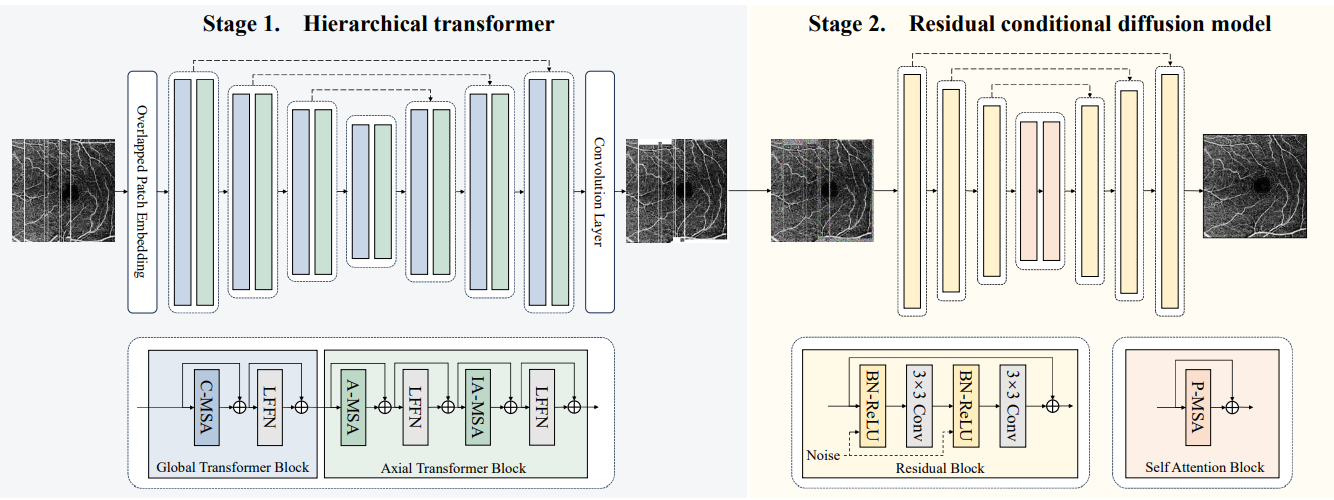 Stage 1. Hierarchical transformer
Stage 2. Residual conditional diffusion model
Overlapped Patch Embedding
Convolution Layer
C-MSA
LFFN
A-MSA
LFFN
IA-MSA
LFFN
Global Transformer Block
Axial Transformer Block
BN-ReLU
3×3 Conv
BN-ReLU
3×3 Conv
Noise
Residual Block
P-MSA
Self Attention Block